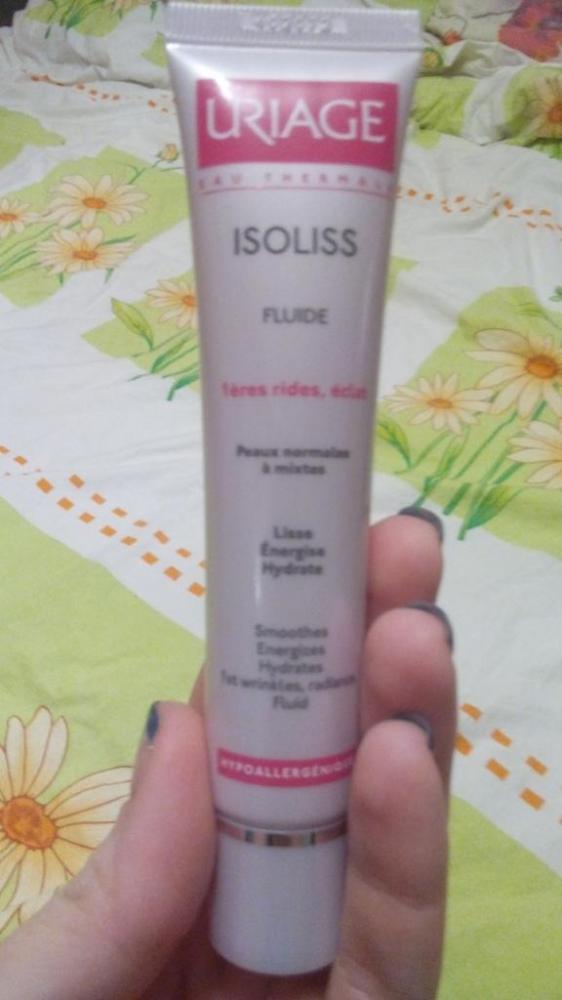 URIAGE
EAU THERMALE
ISOLISS
FLUIDE
1ères rides, éclat
Peaux normales
à mixtes
Lisse
Énergise
Hydrate
Smoothes
Energizes
Hydrates
1st wrinkles, radiance
Fluid
HYPOALLERGÉNIQUE